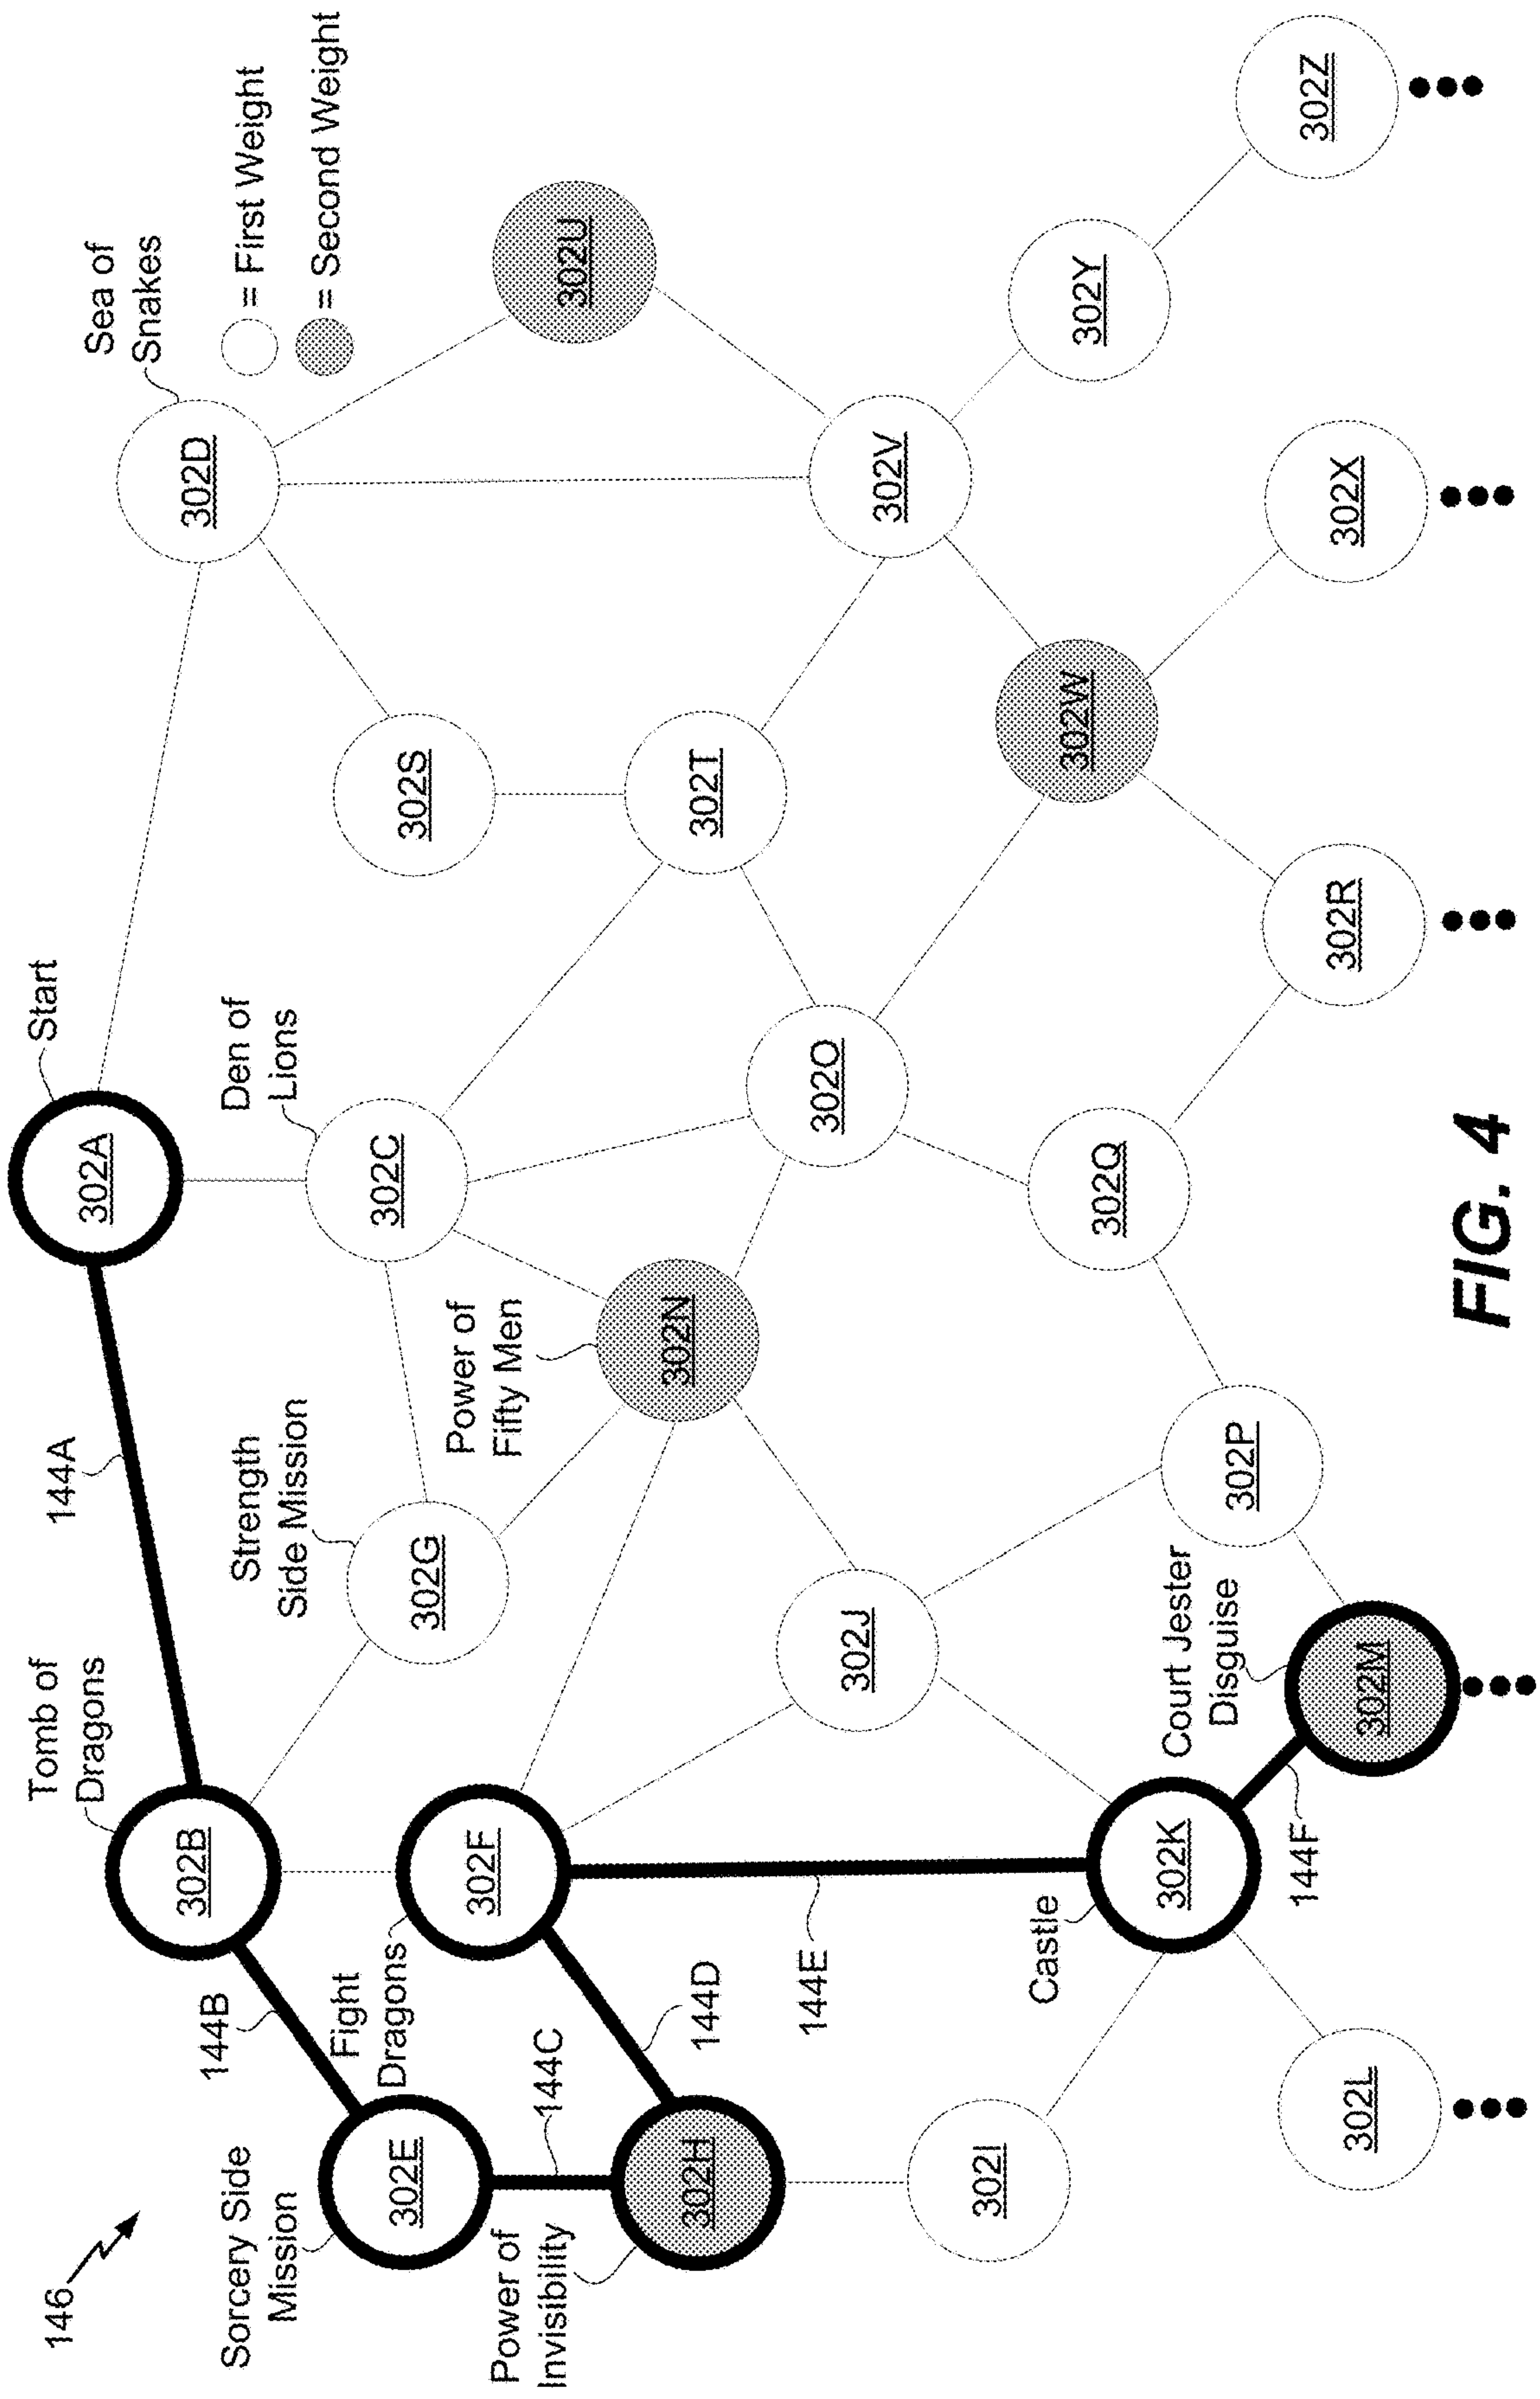 146
Start
302A
144A
Tomb of
Dragons
302B
Sea of
Snakes
302D
= First Weight
= Second Weight
Den of
Lions
302C
Strength
Side Mission
302G
144B
Sorcery Side
Mission
302E
Fight
Dragons
302F
302S
302U
Power of
Fifty Men
302N
144C
144D
Power of
Invisibility
302H
302T
302O
302J
302V
144E
302I
Castle
302K
302Q
302W
302Y
302P
Court Jester
Disguise
302M
144F
302L
302R
302X
302Z
FIG. 4